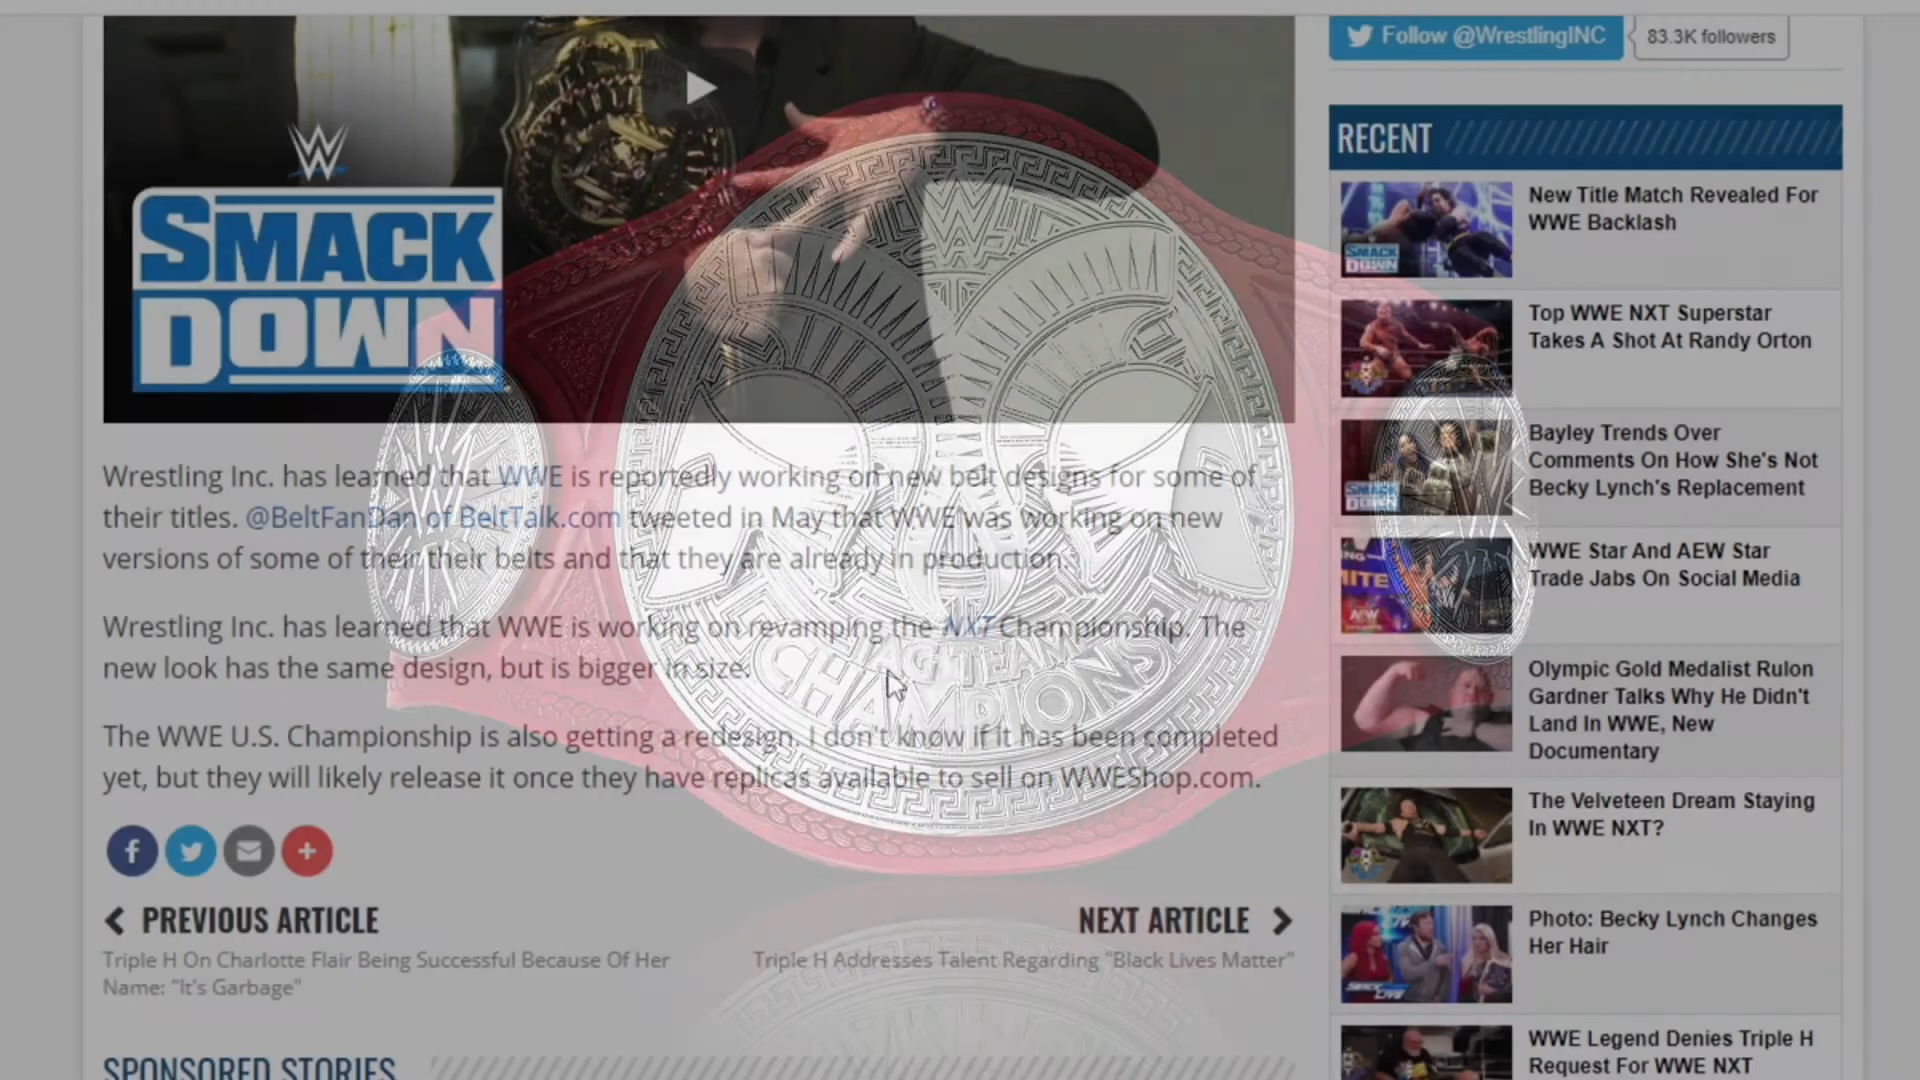 Follow @WrestlingINC
83.3K followers
W
SMACK
DOWN
RECENT
New Title Match Revealed For
WWE Backlash
Top WWE NXT Superstar
Takes A Shot At Randy Orton
Bayley Trends Over
Comments On How She's Not
Becky Lynch's Replacement
WWE Star And AEW Star
Trade Jabs On Social Media
Olympic Gold Medalist Rulon
Gardner Talks Why He Didn't
Land In WWE, New
Documentary
The Velveteen Dream Staying
In WWE NXT?
Photo: Becky Lynch Changes
Her Hair
WWE Legend Denies Triple H
Request For WWE NXT
Wrestling Inc. has learned that WWE is reportedly working on new belt designs for some of
their titles. @BeltFanDan of BeltTalk.com tweeted in May that WWE was working on new
versions of some of their their belts and that they are already in production.
Wrestling Inc. has learned that WWE is working on revamping the NXT Championship. The
new look has the same design, but is bigger in size.
The WWE U.S. Championship is also getting a redesign. I don't know if it has been completed
yet, but they will likely release it once they have replicas available to sell on WWEShop.com.
TAG TEAM
CHAMPIONS
PREVIOUS ARTICLE
Triple H On Charlotte Flair Being Successful Because Of Her
Name: "It's Garbage"
NEXT ARTICLE
Triple H Addresses Talent Regarding "Black Lives Matter"
SPONSORED STORIES